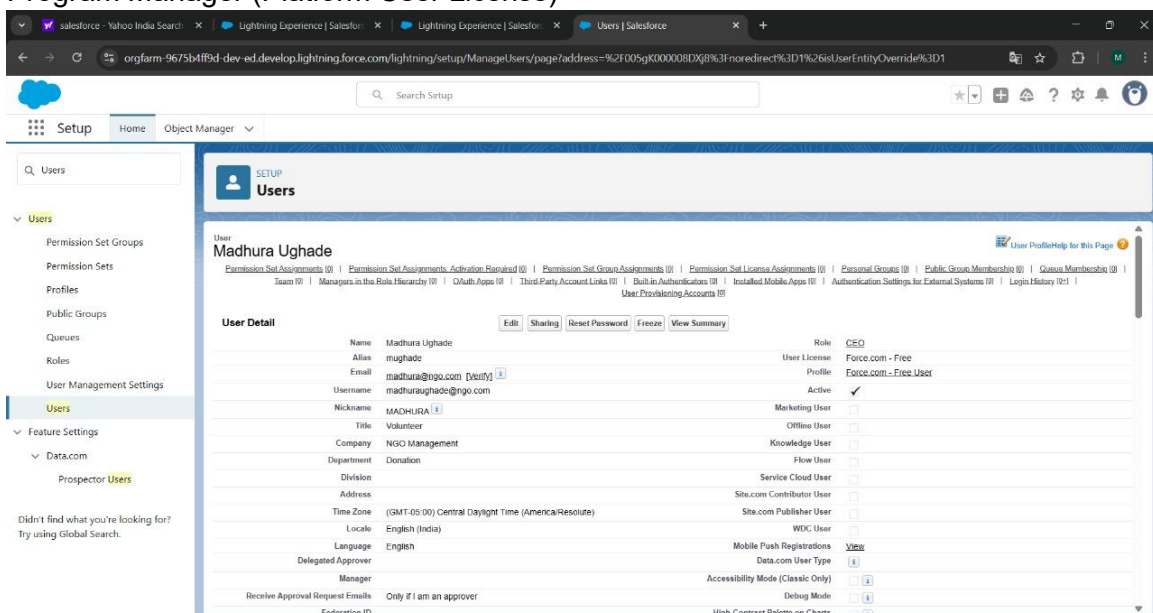 Program Manager (Platform User License)
salesforce - Yahoo India Search
Lightning Experience | Salesforc
Lightning Experience | Salesforc
Users | Salesforce
orgfarm-9675b4ff9d-dev-ed.develop.lightning.force.com/lightning/setup/ManageUsers/page?address=%2F005gK000008DXj8%3Fnoredirect%3D1%26isUserEntityOverride%3D1
M
Search Setup
Setup Home Object Manager
Users
SETUP
Users
Users
Permission Set Groups
Permission Sets
Profiles
Public Groups
Queues
Roles
User Management Settings
Users
Feature Settings
Data.com
Prospector Users
Didn't find what you're looking for?
Try using Global Search.
User
Madhura Ughade
User Profile Help for this Page
Permission Set Assignments [0] | Permission Set Assignments: Activation Required [0] | Permission Set Group Assignments [0] | Permission Set License Assignments [0] | Personal Groups [0] | Public Group Membership [0] | Queue Membership [0] |
Team [0] | Managers in the Role Hierarchy [0] | OAuth Apps [0] | Third-Party Account Links [0] | Built-in Authenticators [0] | Installed Mobile Apps [0] | Authentication Settings for External Systems [0] | Login History [0+] |
User Provisioning Accounts [0]
User Detail Edit Sharing Reset Password Freeze View Summary
Name Madhura Ughade Role CEO
Alias mughade User License Force.com - Free
Email madhura@ngo.com [Verify] Profile Force.com - Free User
Username madhuraughade@ngo.com Active ✓
Nickname MADHURA Marketing User
Title Volunteer Offline User
Company NGO Management Knowledge User
Department Donation Flow User
Division Service Cloud User
Address Site.com Contributor User
Time Zone (GMT-05:00) Central Daylight Time (America/Resolute) Site.com Publisher User
Locale English (India) WDC User
Language English Mobile Push Registrations View
Delegated Approver Data.com User Type
Manager Accessibility Mode (Classic Only)
Receive Approval Request Emails Only if I am an approver Debug Mode
Federation ID High Contrast Palette on Charts